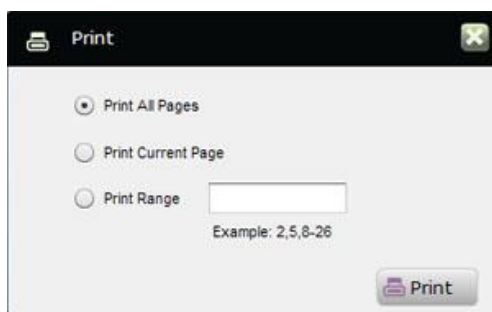 Print
Print All Pages
Print Current Page
Print Range
Example: 2,5,8-26
Print